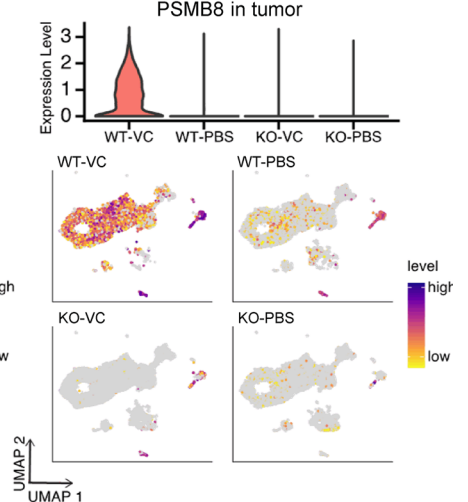 PSMB8 in tumor
Expression Level
3
2
1
0
WT-VC WT-PBS KO-VC KO-PBS
WT-VC WT-PBS
level
high
low
gh
w
KO-VC KO-PBS
UMAP 2
UMAP 1